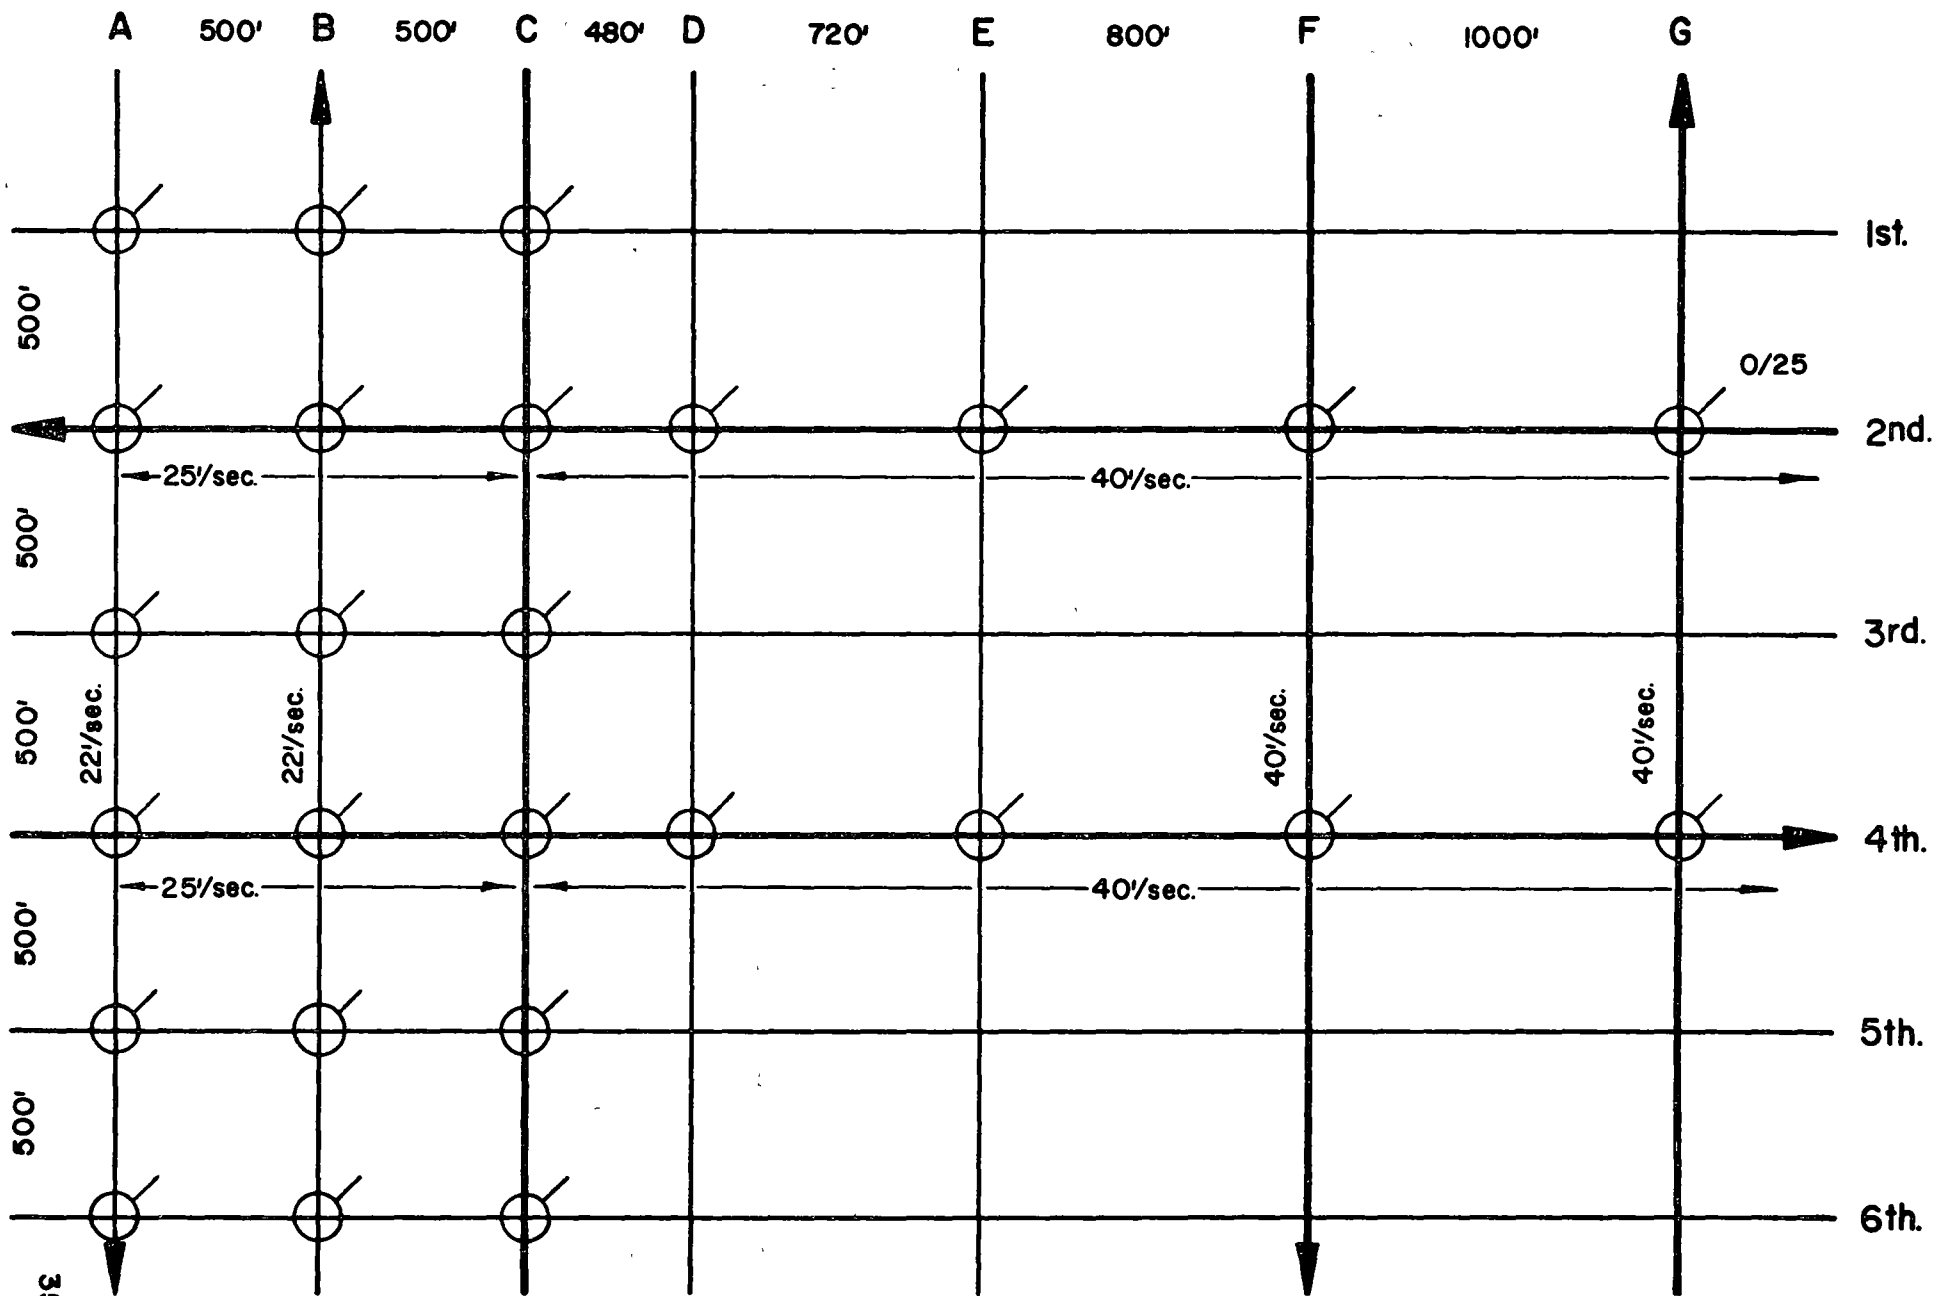 A 500' B 500' C 480' D 720' E 800' F 1000' G
1st.
500'
0/25
2nd.
25'/sec. 40'/sec.
500'
3rd.
500' 22'/sec. 22'/sec. 40'/sec. 40'/sec.
4th.
25'/sec. 40'/sec.
500'
5th.
500'
6th.